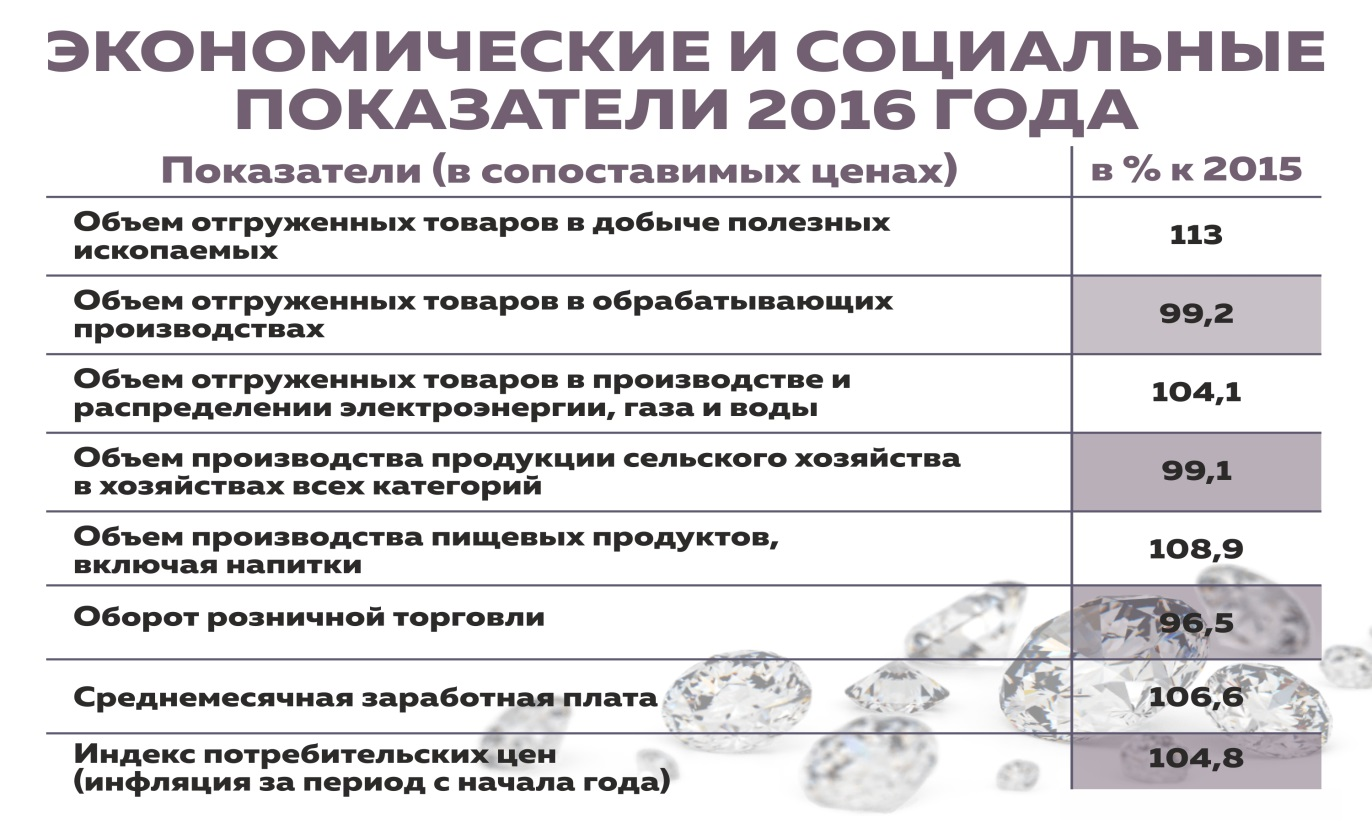 ЭКОНОМИЧЕСКИЕ И СОЦИАЛЬНЫЕ
ПОКАЗАТЕЛИ 2016 ГОДА
Показатели (в сопоставимых ценах)
в % к 2015
Объем отгруженных товаров в добыче полезных
ископаемых
113
Объем отгруженных товаров в обрабатывающих
производствах
99,2
Объем отгруженных товаров в производстве и
распределении электроэнергии, газа и воды
104,1
Объем производства продукции сельского хозяйства
в хозяйствах всех категорий
99,1
Объем производства пищевых продуктов,
включая напитки
108,9
Оборот розничной торговли
96,5
Среднемесячная заработная плата
106,6
Индекс потребительских цен
(инфляция за период с начала года)
104,8